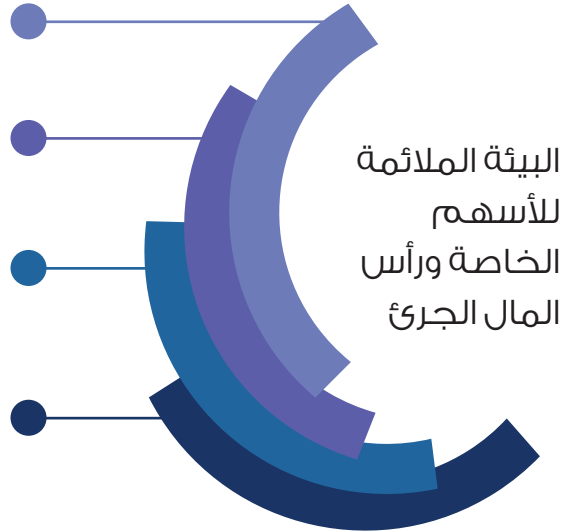 البيئة الملائمة
للأسهم
الخاصة ورأس
المال الجرئ